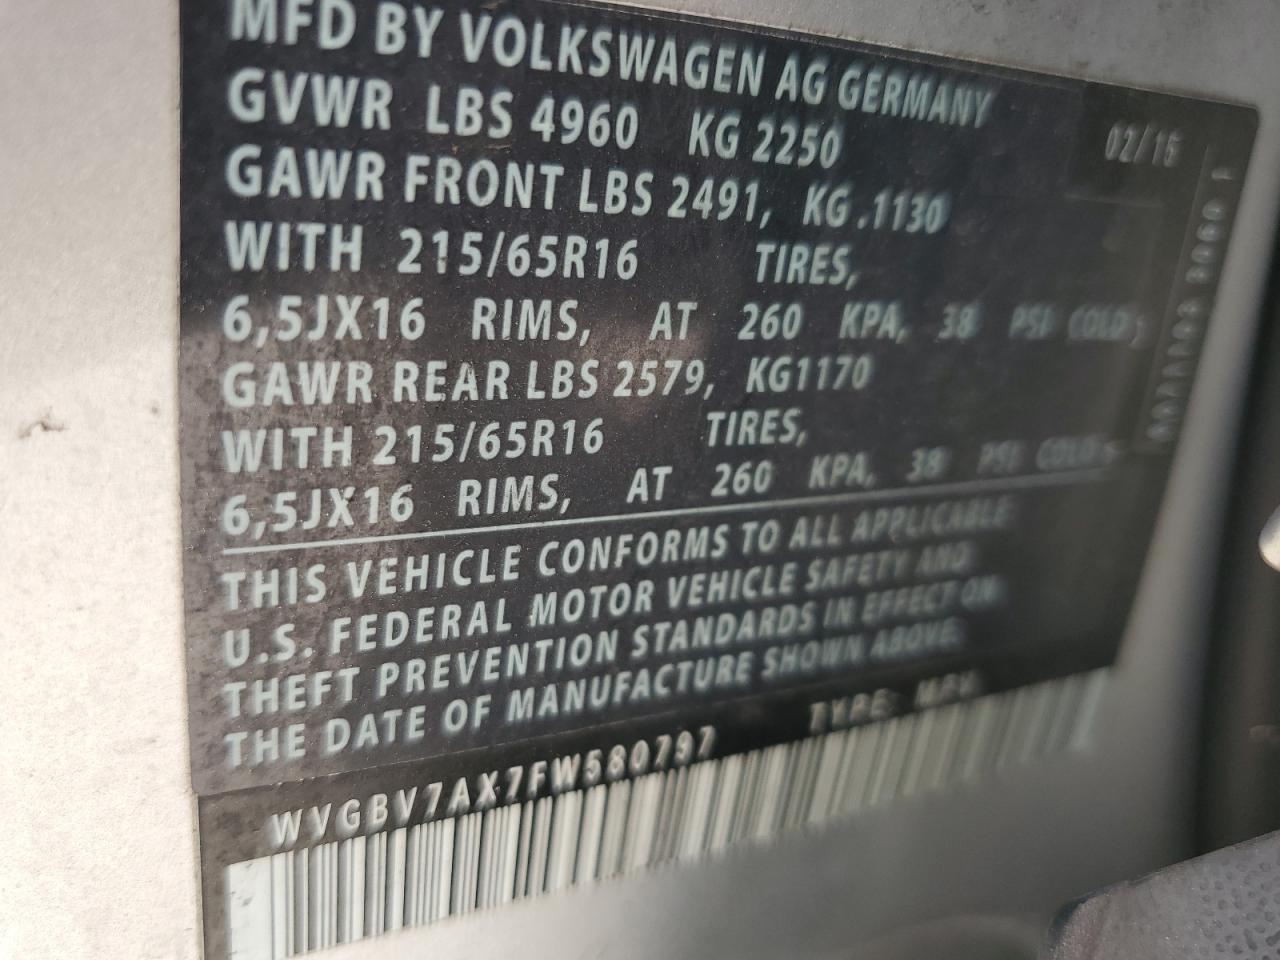 MFD BY VOLKSWAGEN AG GERMANY
GVWR LBS 4960 KG 2250
02/15
GAWR FRONT LBS 2491, KG .1130
WITH 215/65R16 TIRES,
6,5JX16 RIMS, AT 260 KPA, 38 PSI COLD
GAWR REAR LBS 2579, KG1170
WITH 215/65R16 TIRES,
6,5JX16 RIMS, AT 260 KPA, 38 PSI COLD
THIS VEHICLE CONFORMS TO ALL APPLICABLE
U.S. FEDERAL MOTOR VEHICLE SAFETY AND
THEFT PREVENTION STANDARDS IN EFFECT ON
THE DATE OF MANUFACTURE SHOWN ABOVE.
WVGBV7AX7FW580797 TYPE: MPV